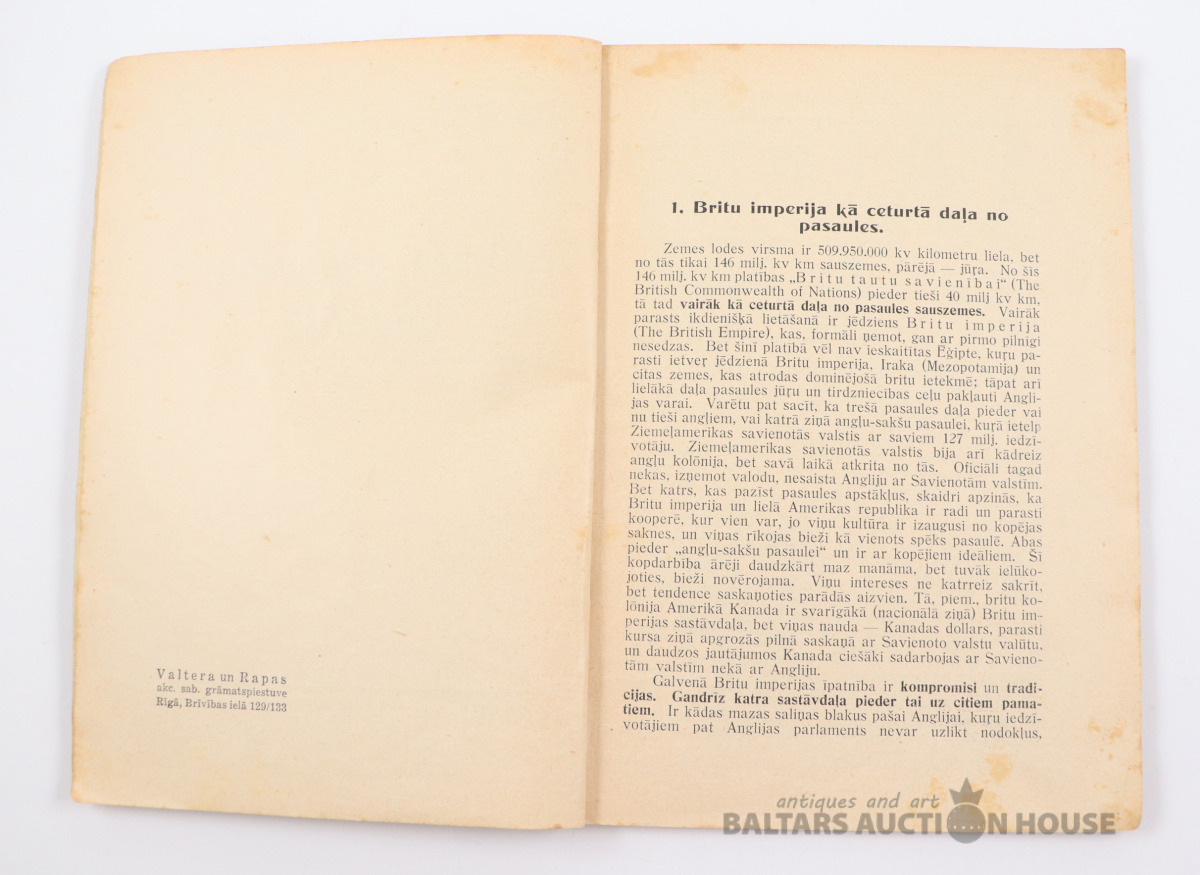 Valtera un Rapas
akc. sab. grāmatspiestuve
Rīgā, Brīvības ielā 129/133
1. Britu imperija kā ceturtā daļa no
pasaules.
Zemes lodes virsma ir 509.950.000 kv kilometru liela, bet
no tās tikai 146 milj. kv km sauszemes, pārējā — jūŗa. No šīs
146 milj. kv km platības „Britu tautu savienībai“ (The
British Commonwealth of Nations) pieder tieši 40 milj kv km,
tā tad vairāk kā ceturtā daļa no pasaules sauszemes. Vairāk
parasts ikdienišķā lietāšanā ir jēdziens Britu imperija
(The British Empire), kas, formāli ņemot, gan ar pirmo pilnīgi
nesedzas. Bet šinī platībā vēl nav ieskaitītas Ēģipte, kuŗu pa-
rasti ietveŗ jēdzienā Britu imperija, Iraka (Mezopotamija) un
citas zemes, kas atrodas dominējošā britu ietekmē; tāpat arī
lielākā daļa pasaules jūŗu un tirdzniecības ceļu pakļauti Angli-
jas varai. Varētu pat sacīt, ka trešā pasaules daļa pieder vai
nu tieši angļiem, vai katrā ziņā angļu-sakšu pasaulei, kuŗā ietelp
Ziemeļamerikas savienotās valstis ar saviem 127 milj. iedzī-
votāju. Ziemeļamerikas savienotās valstis bija arī kādreiz
angļu kolōnija, bet savā laikā atkrita no tās. Oficiāli tagad
nekas, izņemot valodu, nesaista Angliju ar Savienotām valstīm.
Bet katrs, kas pazīst pasaules apstākļus, skaidri apzinās, ka
Britu imperija un lielā Amerikas republika ir radi un parasti
kooperē, kur vien var, jo viņu kultūra ir izaugusi no kopējas
saknes, un viņas rīkojas bieži kā vienots spēks pasaulē. Abas
pieder „angļu-sakšu pasaulei“ un ir ar kopējiem ideāliem. Šī
kopdarbība ārēji daudzkārt maz manāma, bet tuvāk ielūko-
joties, bieži novērojama. Viņu intereses ne katrreiz sakrīt,
bet tendence saskaņoties parādās aizvien. Tā, piem., britu ko-
lōnija Amerikā Kanada ir svarīgākā (nacionālā ziņā) Britu im-
perijas sastāvdaļa, bet viņas nauda — Kanadas dollars, parasti
kursa ziņā apgrozās pilnā saskaņā ar Savienoto valstu valūtu,
un daudzos jautājumos Kanada ciešāki sadarbojas ar Savieno-
tām valstīm nekā ar Angliju.
Galvenā Britu imperijas īpatnība ir kompromisi un tradi-
cijas. Gandrīz katra sastāvdaļa pieder tai uz citiem pama-
tiem. Ir kādas mazas saliņas blakus pašai Anglijai, kuŗu iedzī-
votājiem pat Anglijas parlaments nevar uzlikt nodokļus,
antiques and art
BALTARS AUCTION HOUSE